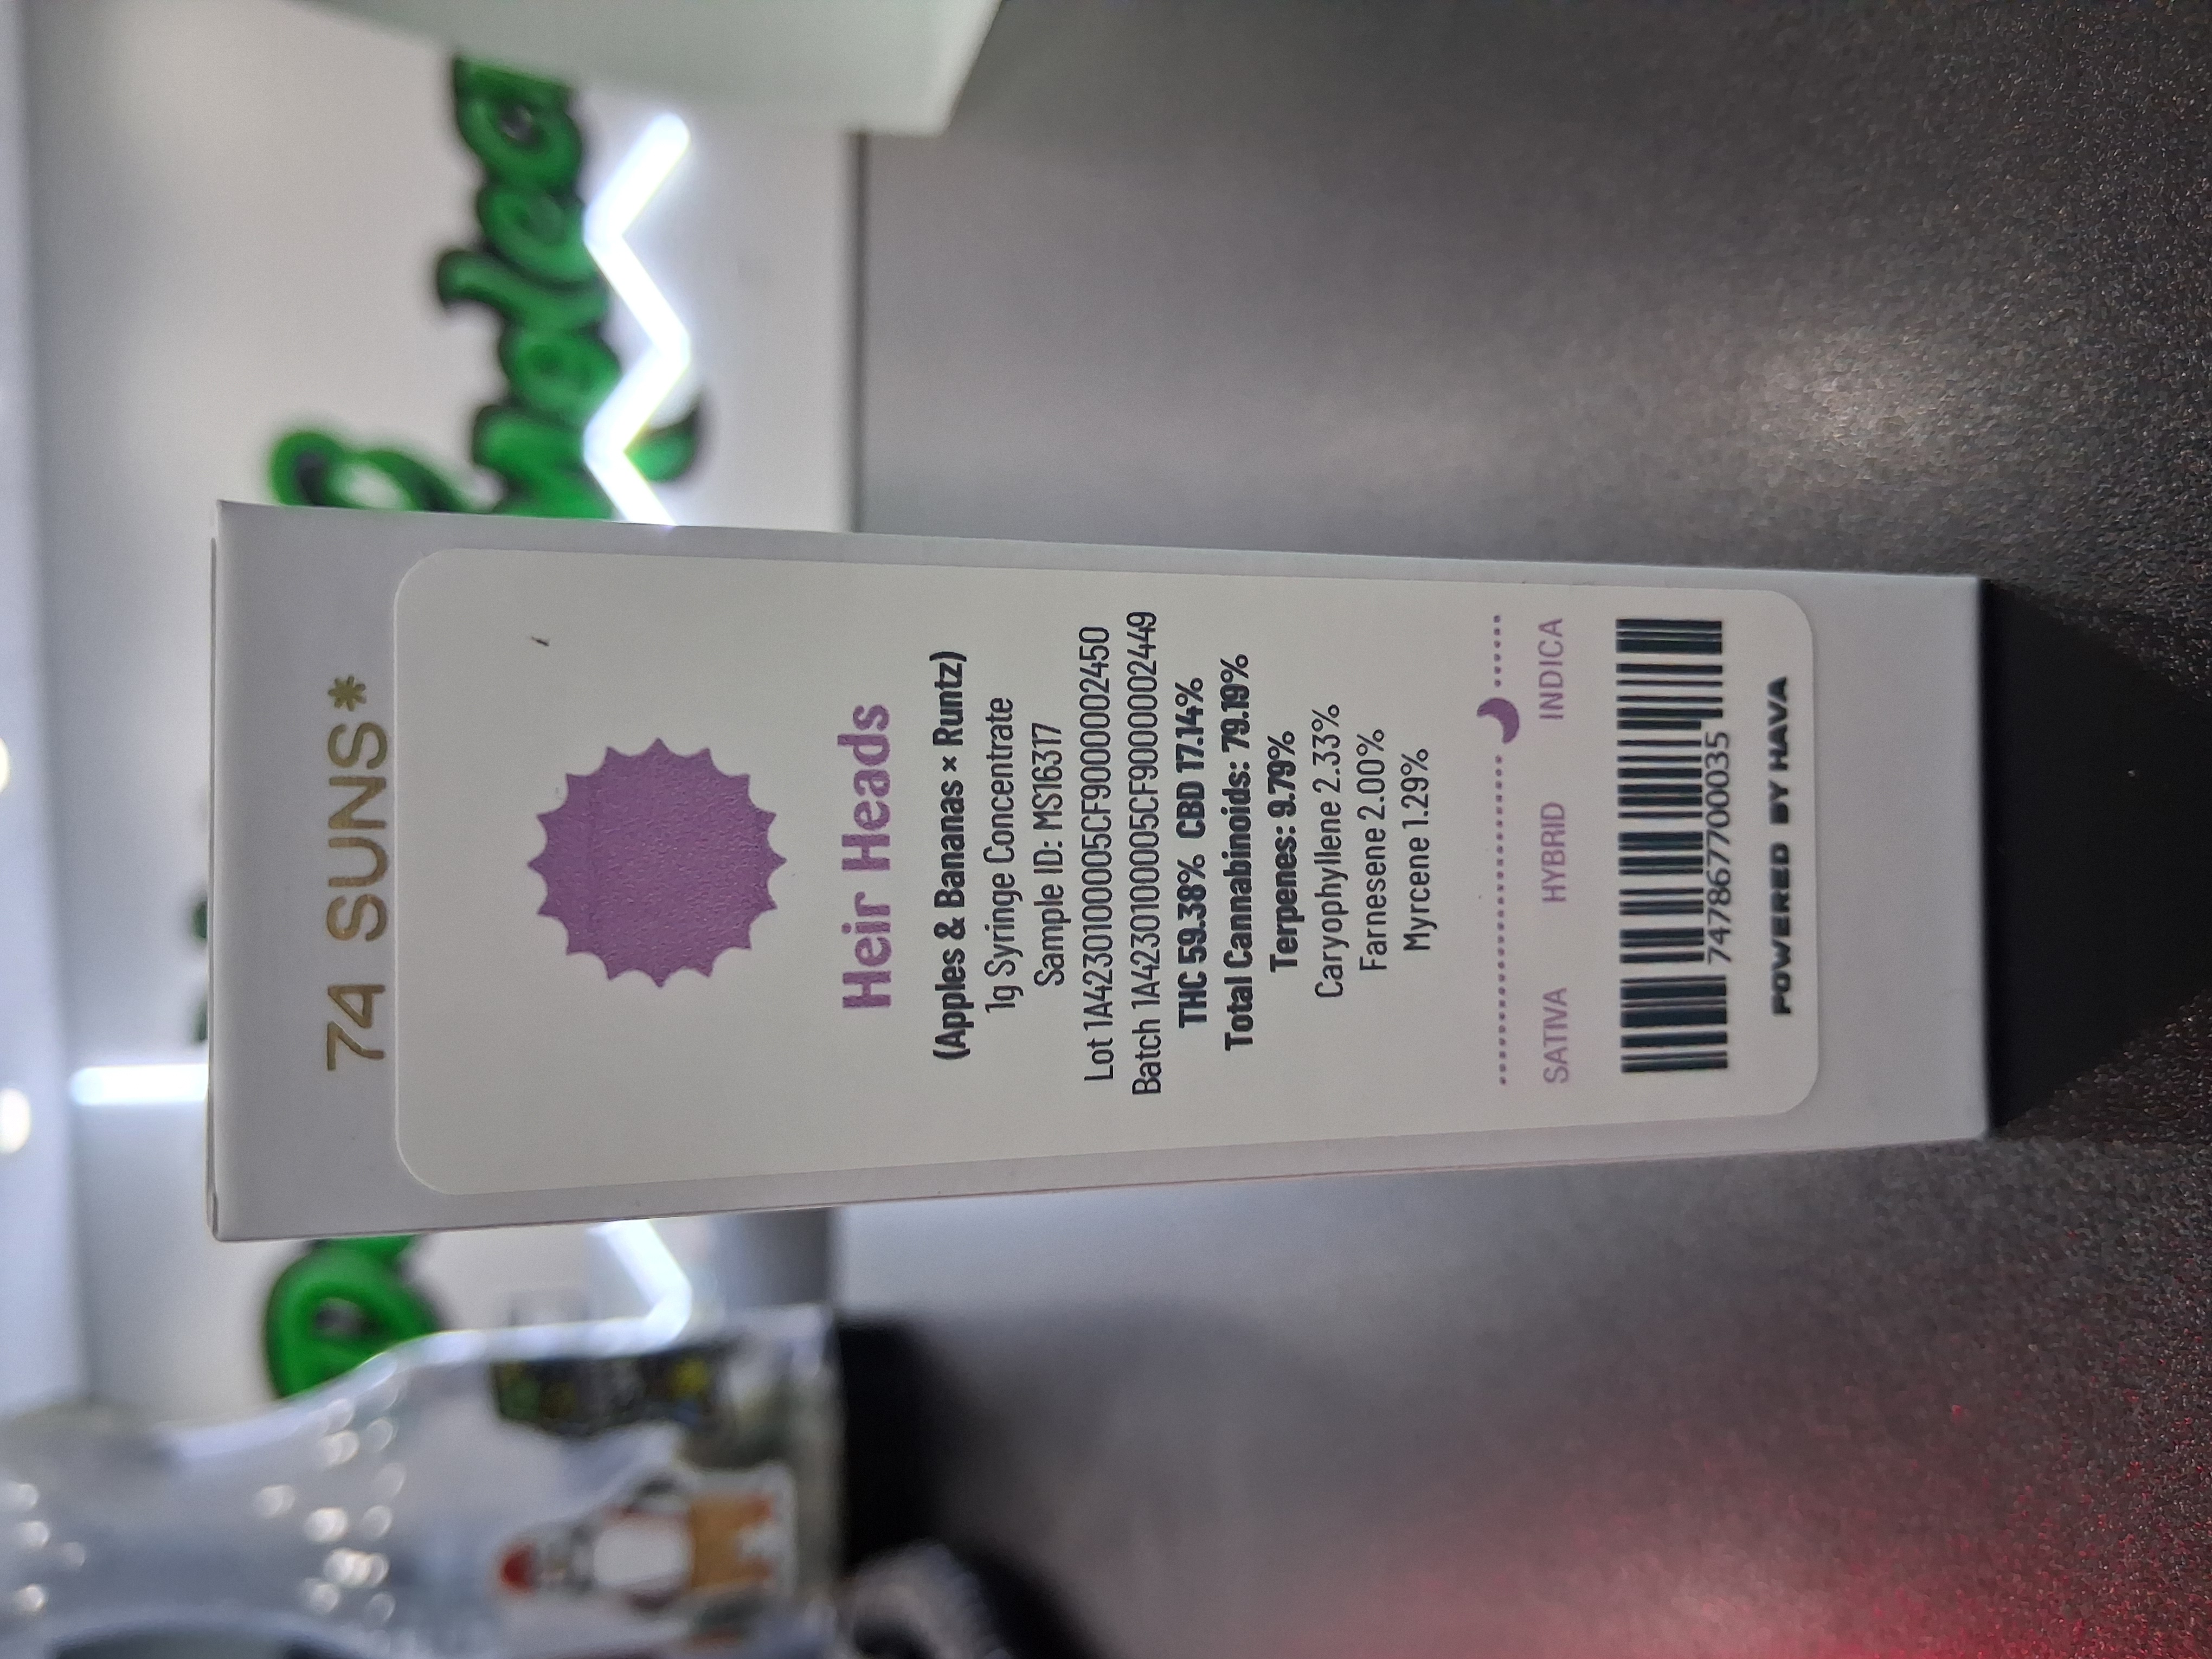 74 SUNS*
Heir Heads
(Apples & Bananas × Runtz)
1g Syringe Concentrate
Sample ID: MS16317
Lot 1A4230100005CF9000002450
Batch 1A4230100005CF9000002449
THC 59.38% CBD 17.14%
Total Cannabinoids: 79.19%
Terpenes: 9.79%
Caryophyllene 2.33%
Farnesene 2.00%
Myrcene 1.29%
SATIVA HYBRID INDICA
747867700035
POWERED BY HAVA